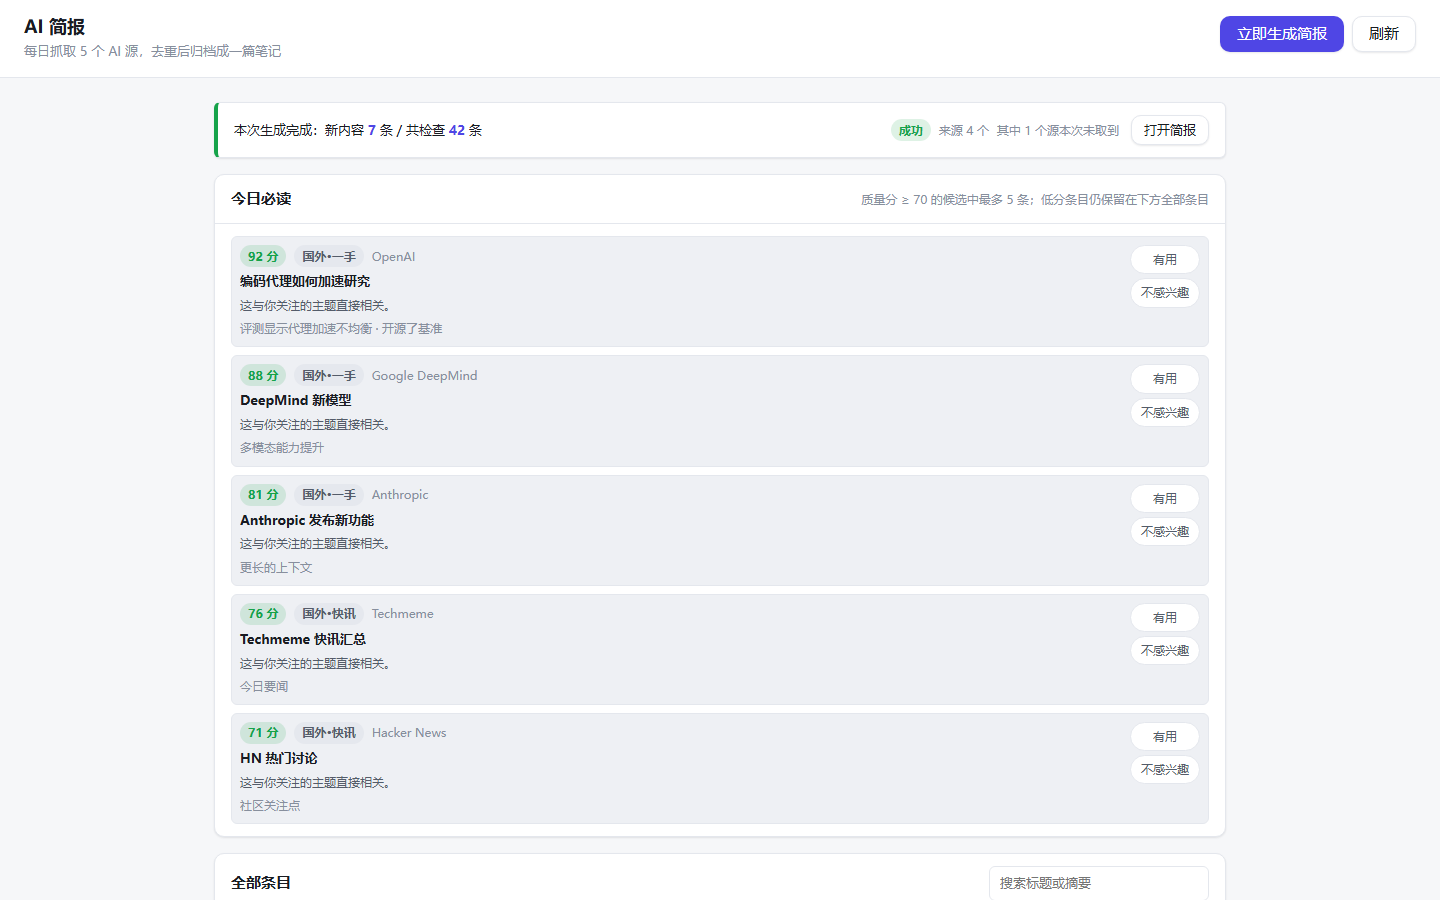 AI 简报
每日抓取 5 个 AI 源，去重后归档成一篇笔记
立即生成简报
刷新
本次生成完成：新内容 7 条 / 共检查 42 条
成功
来源 4 个 其中 1 个源本次未取到
打开简报
今日必读
质量分 ≥ 70 的候选中最多 5 条；低分条目仍保留在下方全部条目
92 分 国外•一手 OpenAI
有用
编码代理如何加速研究
不感兴趣
这与你关注的主题直接相关。
评测显示代理加速不均衡 · 开源了基准
88 分 国外•一手 Google DeepMind
有用
DeepMind 新模型
不感兴趣
这与你关注的主题直接相关。
多模态能力提升
81 分 国外•一手 Anthropic
有用
Anthropic 发布新功能
不感兴趣
这与你关注的主题直接相关。
更长的上下文
76 分 国外•快讯 Techmeme
有用
Techmeme 快讯汇总
不感兴趣
这与你关注的主题直接相关。
今日要闻
71 分 国外•快讯 Hacker News
有用
HN 热门讨论
不感兴趣
这与你关注的主题直接相关。
社区关注点
全部条目
搜索标题或摘要